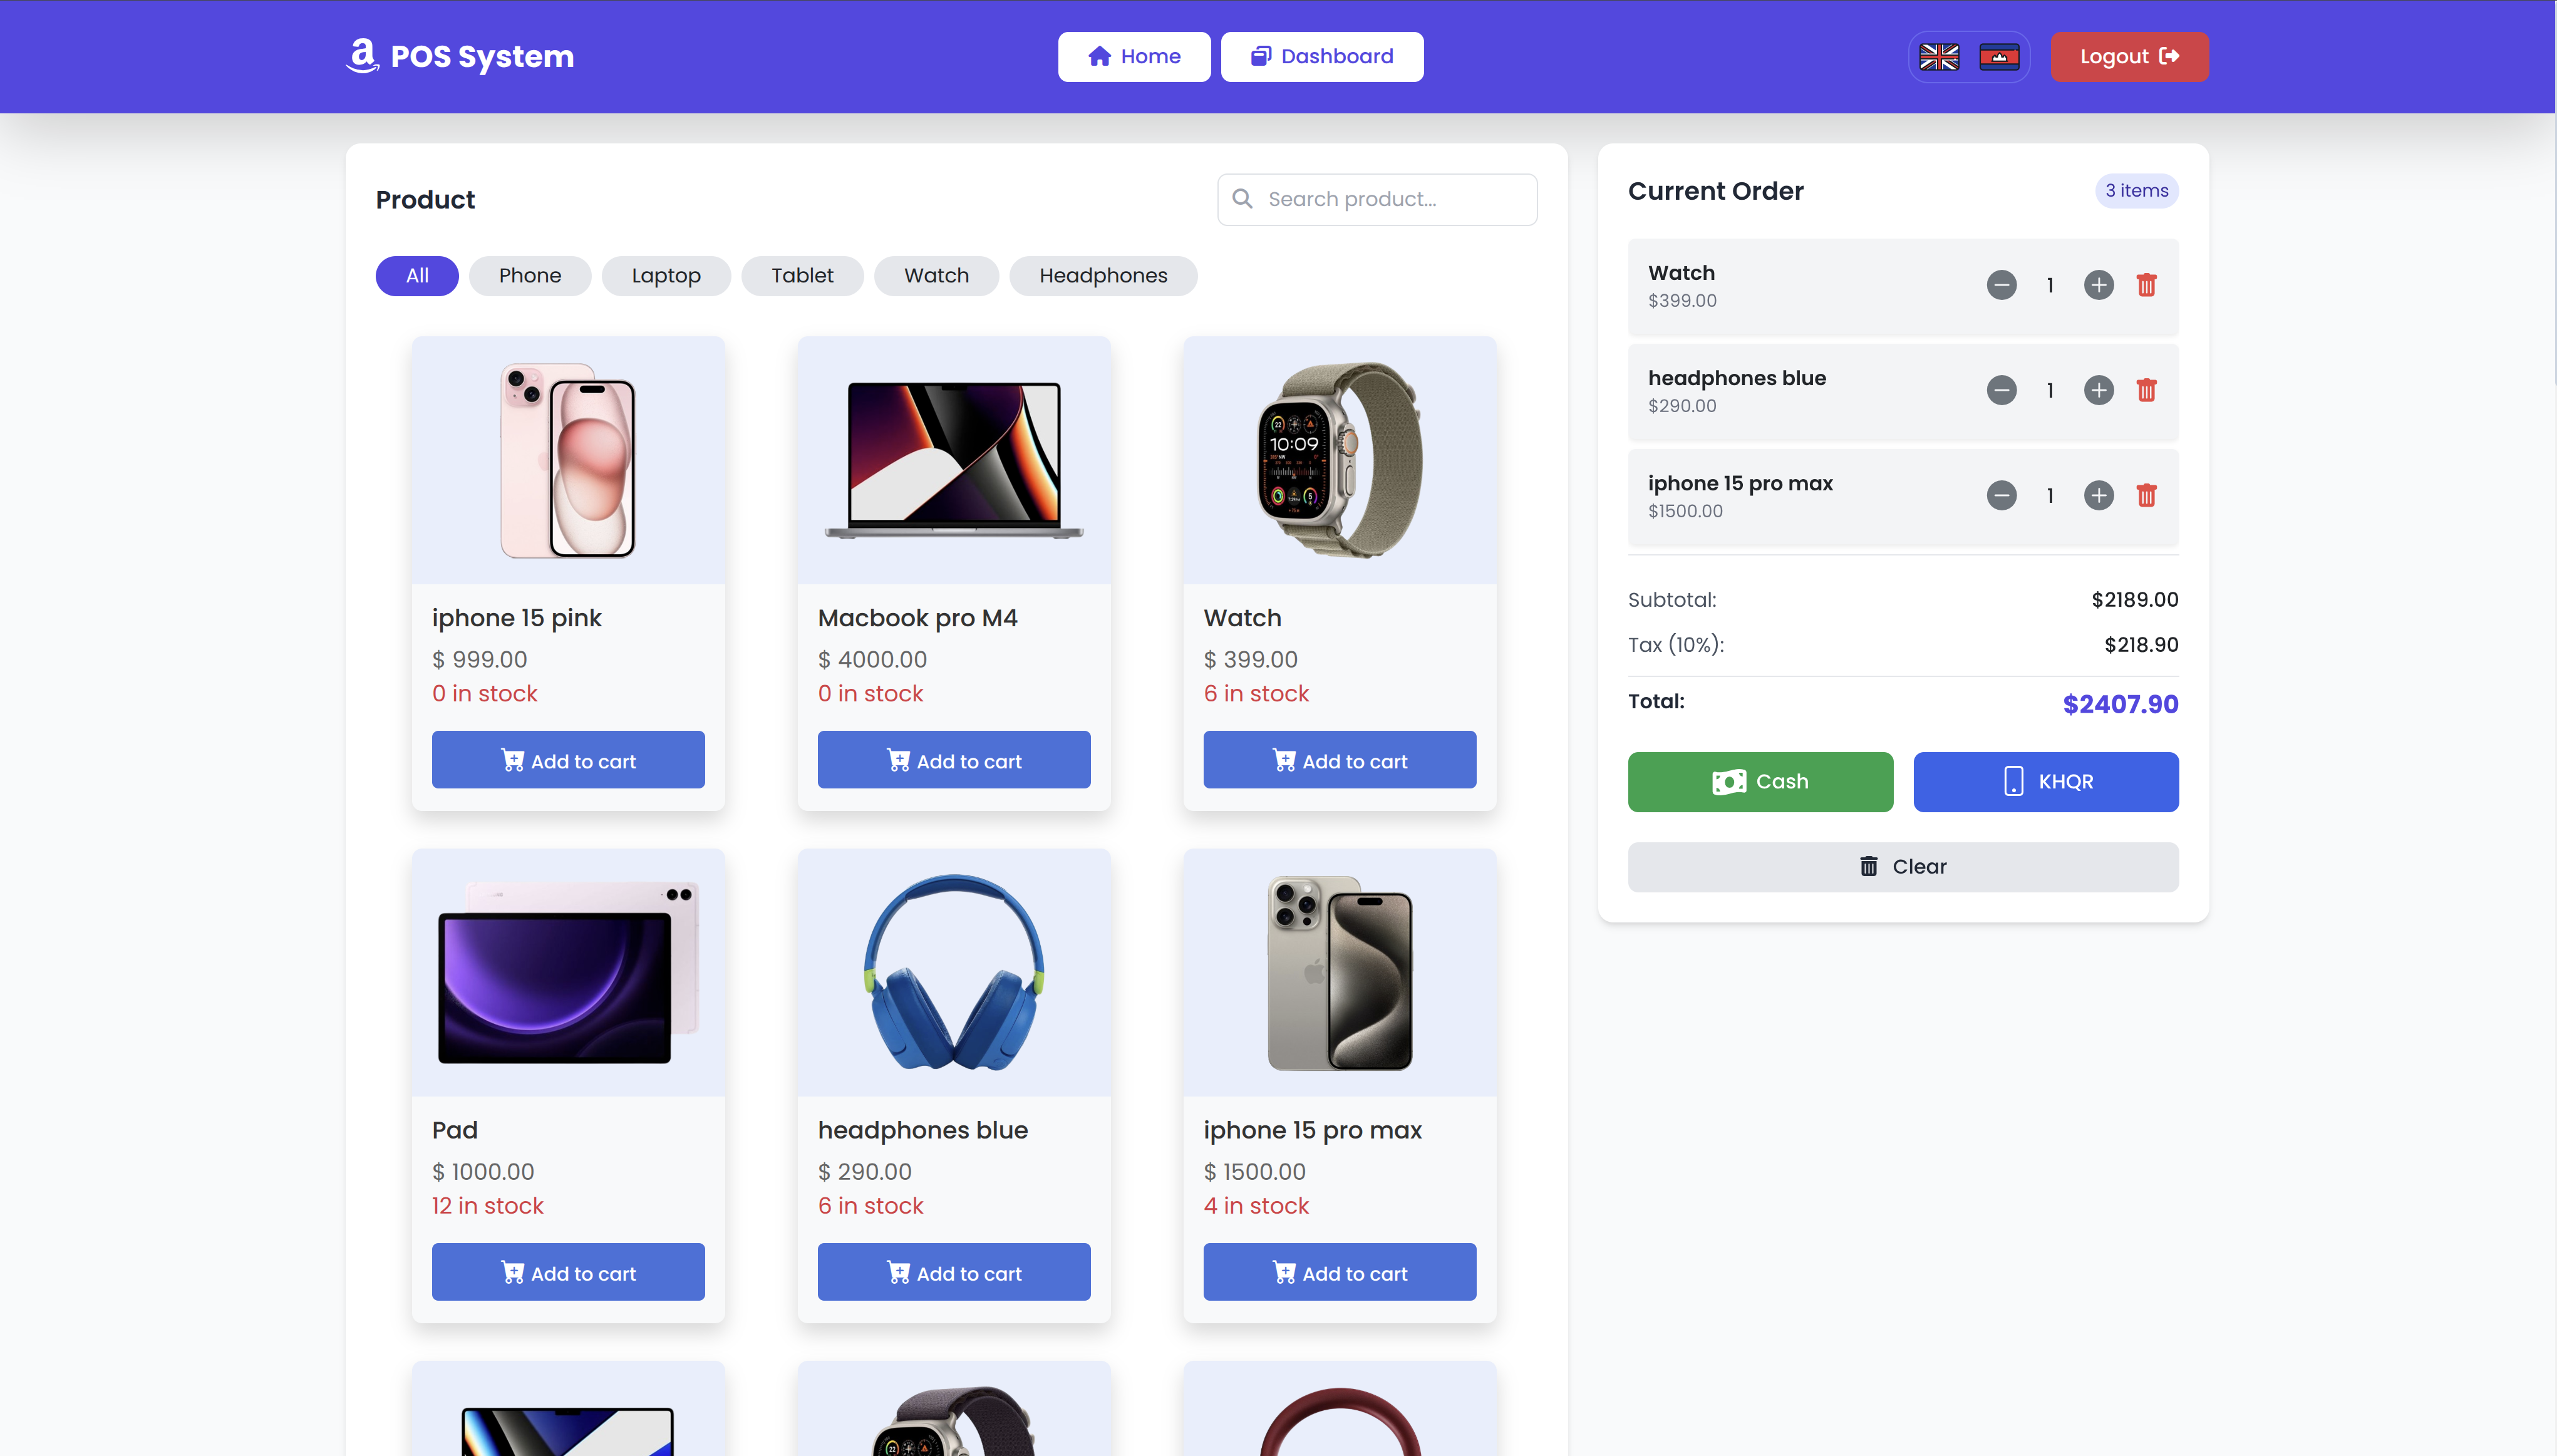 POS System
Home
Dashboard
Logout
Product
Search product...
All
Phone
Laptop
Tablet
Watch
Headphones
iphone 15 pink
$ 999.00
0 in stock
Add to cart
Macbook pro M4
$ 4000.00
0 in stock
Add to cart
Watch
$ 399.00
6 in stock
Add to cart
Pad
$ 1000.00
12 in stock
Add to cart
headphones blue
$ 290.00
6 in stock
Add to cart
iphone 15 pro max
$ 1500.00
4 in stock
Add to cart
10:09
Current Order
3 items
Watch
$399.00
1
headphones blue
$290.00
1
iphone 15 pro max
$1500.00
1
Subtotal:
$2189.00
Tax (10%):
$218.90
Total:
$2407.90
Cash
KHQR
Clear